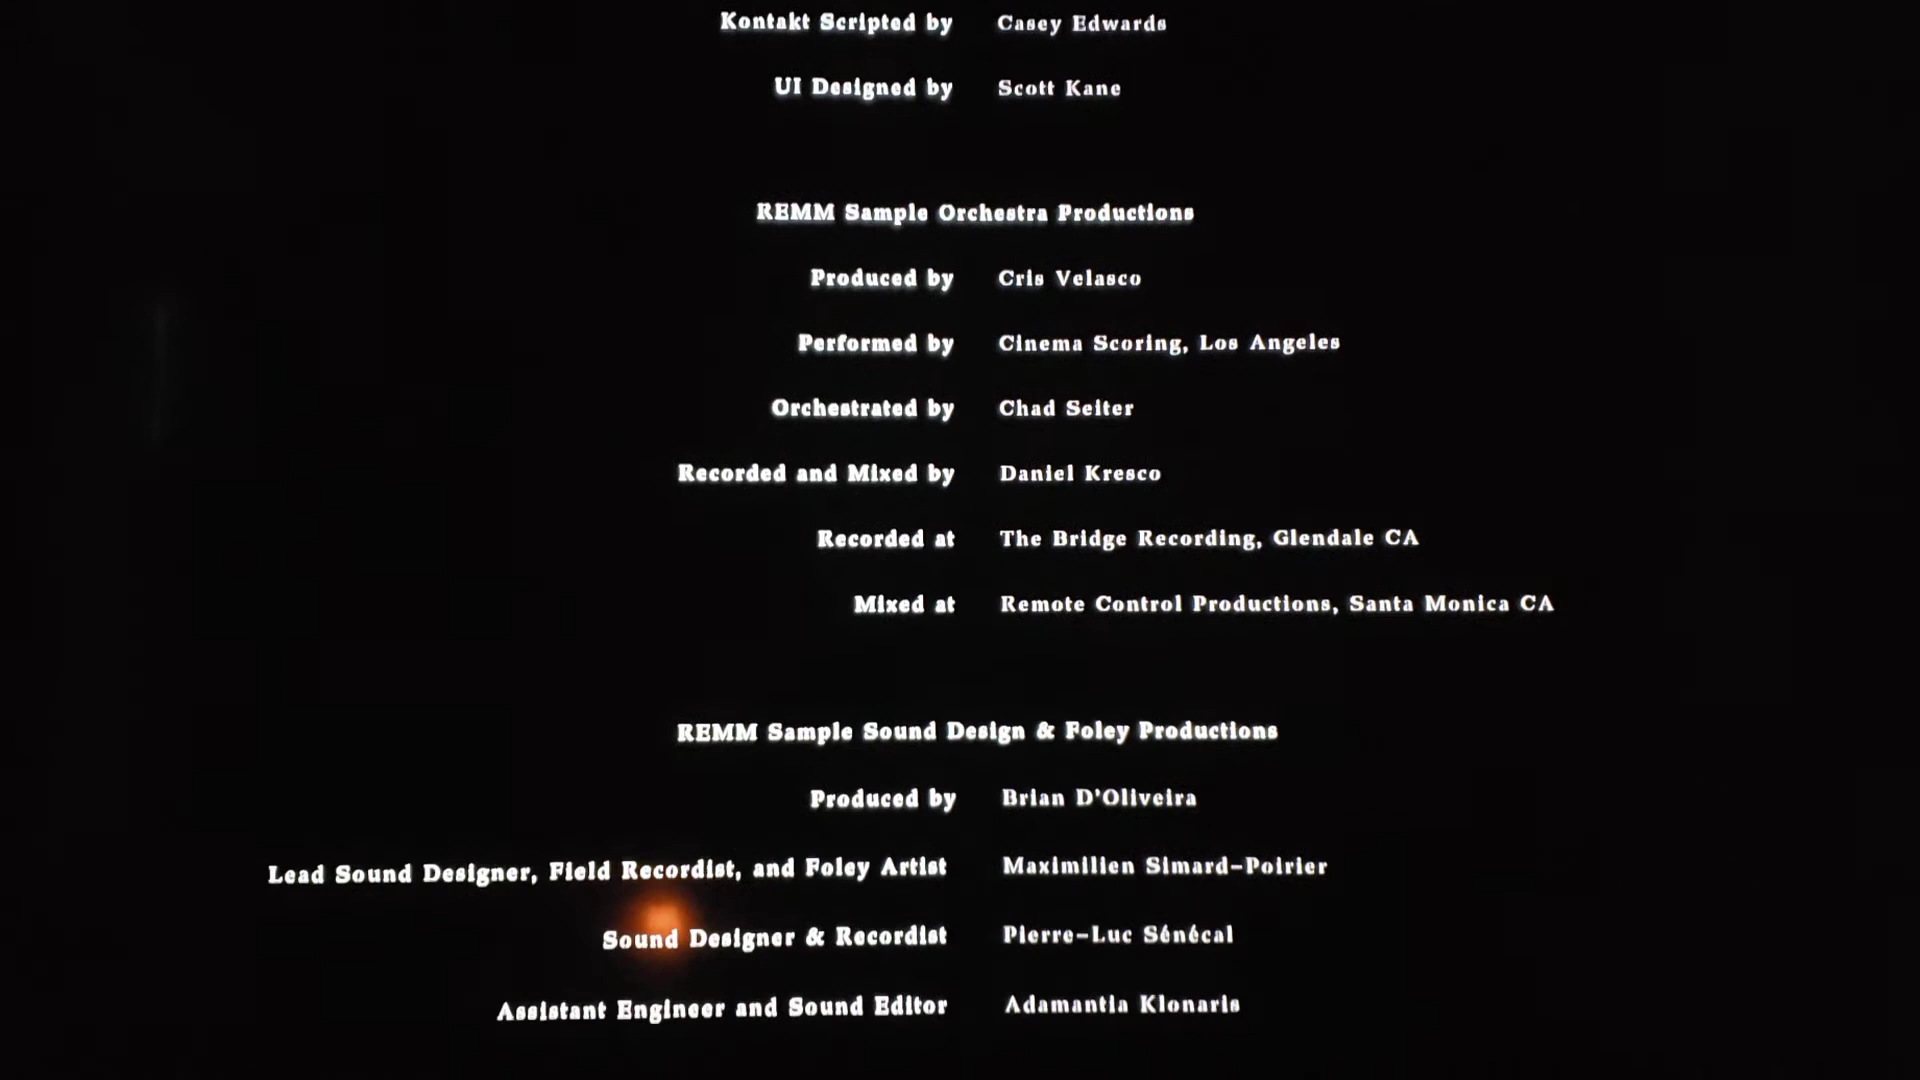 Kontakt Scripted by Casey Edwards
UI Designed by Scott Kane
REMM Sample Orchestra Productions
Produced by Cris Velasco
Performed by Cinema Scoring, Los Angeles
Orchestrated by Chad Seiter
Recorded and Mixed by Daniel Kresco
Recorded at The Bridge Recording, Glendale CA
Mixed at Remote Control Productions, Santa Monica CA
REMM Sample Sound Design & Foley Productions
Produced by Brian D'Oliveira
Lead Sound Designer, Field Recordist, and Foley Artist Maximilien Simard-Poirier
Sound Designer & Recordist Pierre-Luc Sénécal
Assistant Engineer and Sound Editor Adamantia Klonaris